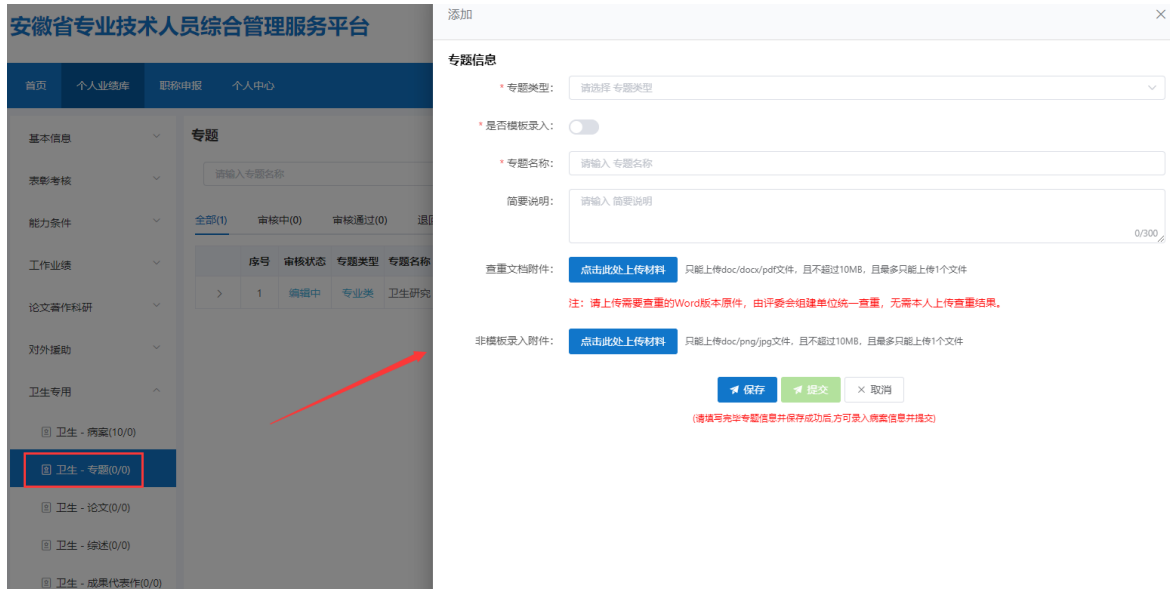 安徽省专业技术人员综合管理服务平台
首页 个人业绩库 职称申报 个人中心
基本信息
表彰考核
能力条件
工作业绩
论文著作科研
对外援助
卫生专用
卫生 - 病案(10/0)
卫生 - 专题(0/0)
卫生 - 论文(0/0)
卫生 - 综述(0/0)
卫生 - 成果代表作(0/0)
专题
请输入专题名称
全部(1) 审核中(0) 审核通过(0) 退回
序号 审核状态 专题类型 专题名称
1 编辑中 专业类 卫生研究
添加
专题信息
* 专题类型: 请选择 专题类型
* 是否模板录入:
* 专题名称: 请输入 专题名称
简要说明: 请输入 简要说明
0/300
查重文档附件: 点击此处上传材料 只能上传doc/docx/pdf文件，且不超过10MB，且最多只能上传1个文件
注：请上传需要查重的Word版本原件，由评委会组建单位统一查重，无需本人上传查重结果。
非模板录入附件: 点击此处上传材料 只能上传doc/png/jpg文件，且不超过10MB，且最多只能上传1个文件
保存 提交 取消
(请填写完毕专题信息并保存成功后,方可录入病案信息并提交)